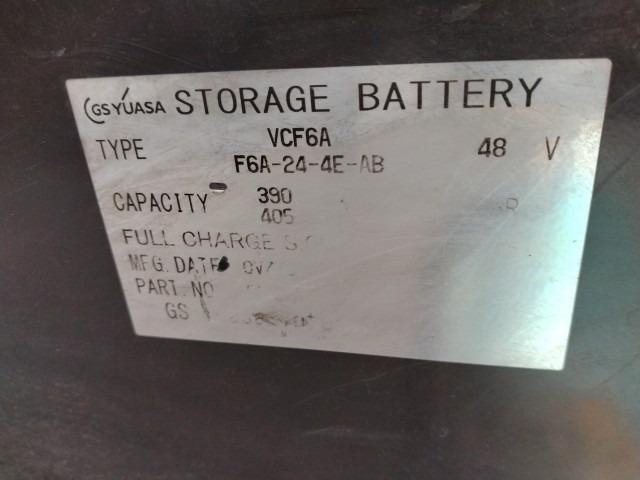 GS YUASA STORAGE BATTERY
TYPE VCF6A 48 V
F6A-24-4E-AB
CAPACITY 390
405
FULL CHARGE
MFG. DATE
PART. NO
GS